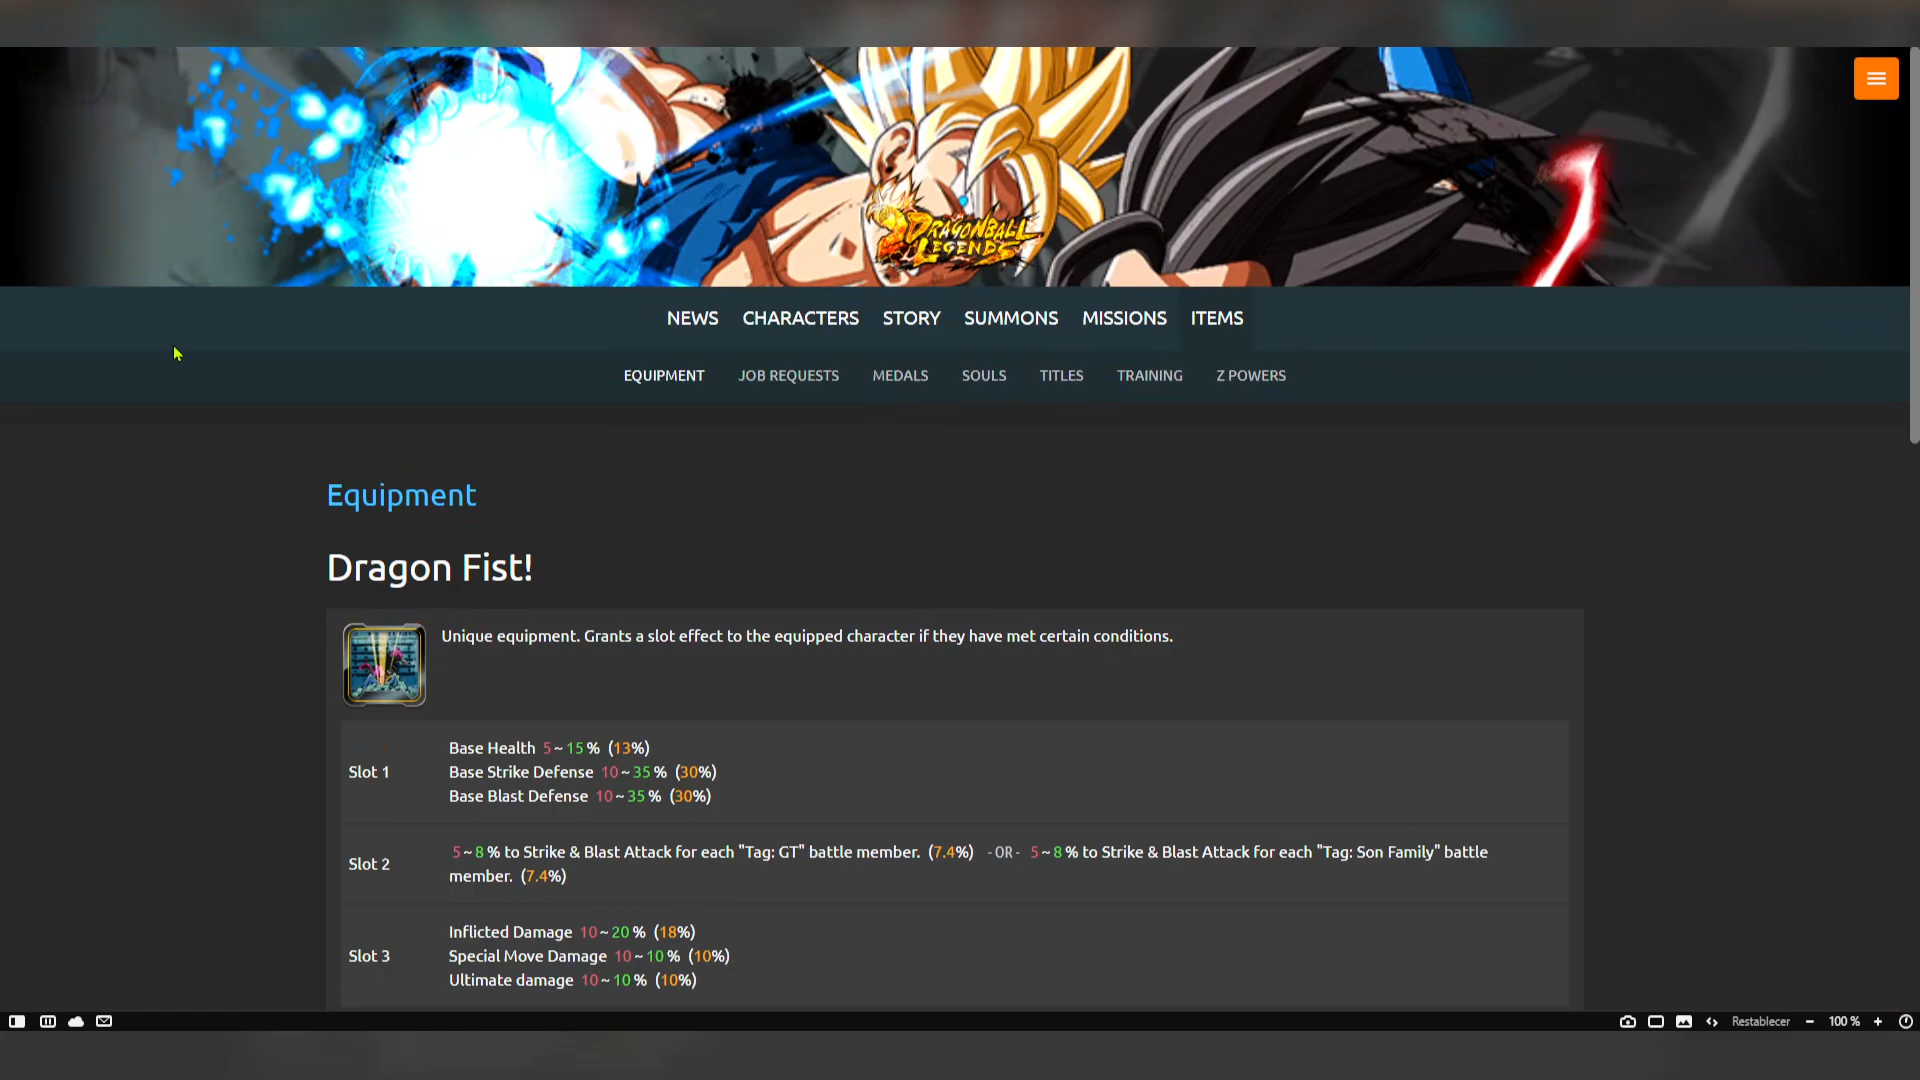 DRAGONBALL
LEGENDS
NEWS CHARACTERS STORY SUMMONS MISSIONS ITEMS
EQUIPMENT JOB REQUESTS MEDALS SOULS TITLES TRAINING Z POWERS
Equipment
Dragon Fist!
Unique equipment. Grants a slot effect to the equipped character if they have met certain conditions.
Slot 1
Base Health 5 ~ 15 % (13%)
Base Strike Defense 10 ~ 35 % (30%)
Base Blast Defense 10 ~ 35 % (30%)
Slot 2
5 ~ 8 % to Strike & Blast Attack for each "Tag: GT" battle member. (7.4%) - OR - 5 ~ 8 % to Strike & Blast Attack for each "Tag: Son Family" battle
member. (7.4%)
Slot 3
Inflicted Damage 10 ~ 20 % (18%)
Special Move Damage 10 ~ 10 % (10%)
Ultimate damage 10 ~ 10 % (10%)
Restablecer − 100 % +